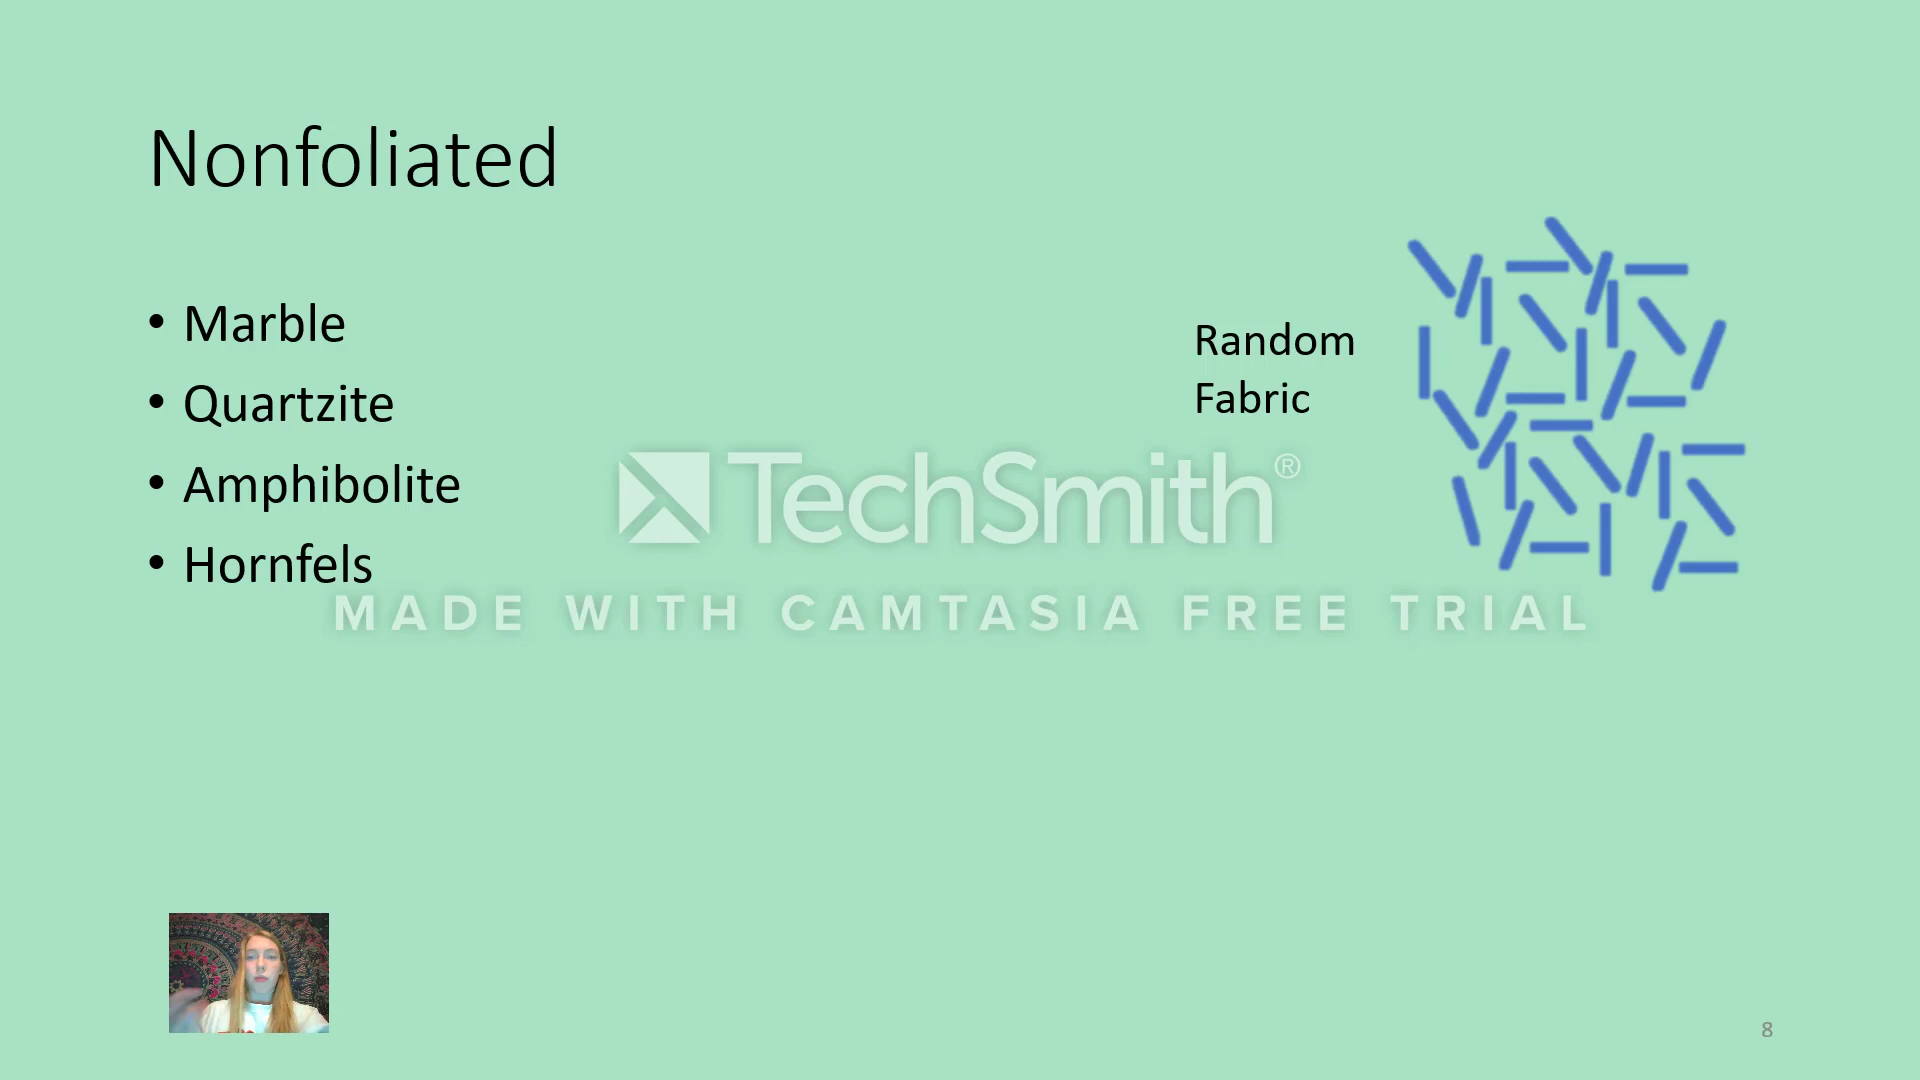 Nonfoliated
• Marble
• Quartzite
• Amphibolite
• Hornfels
Random
Fabric
TechSmith®
MADE WITH CAMTASIA FREE TRIAL
8